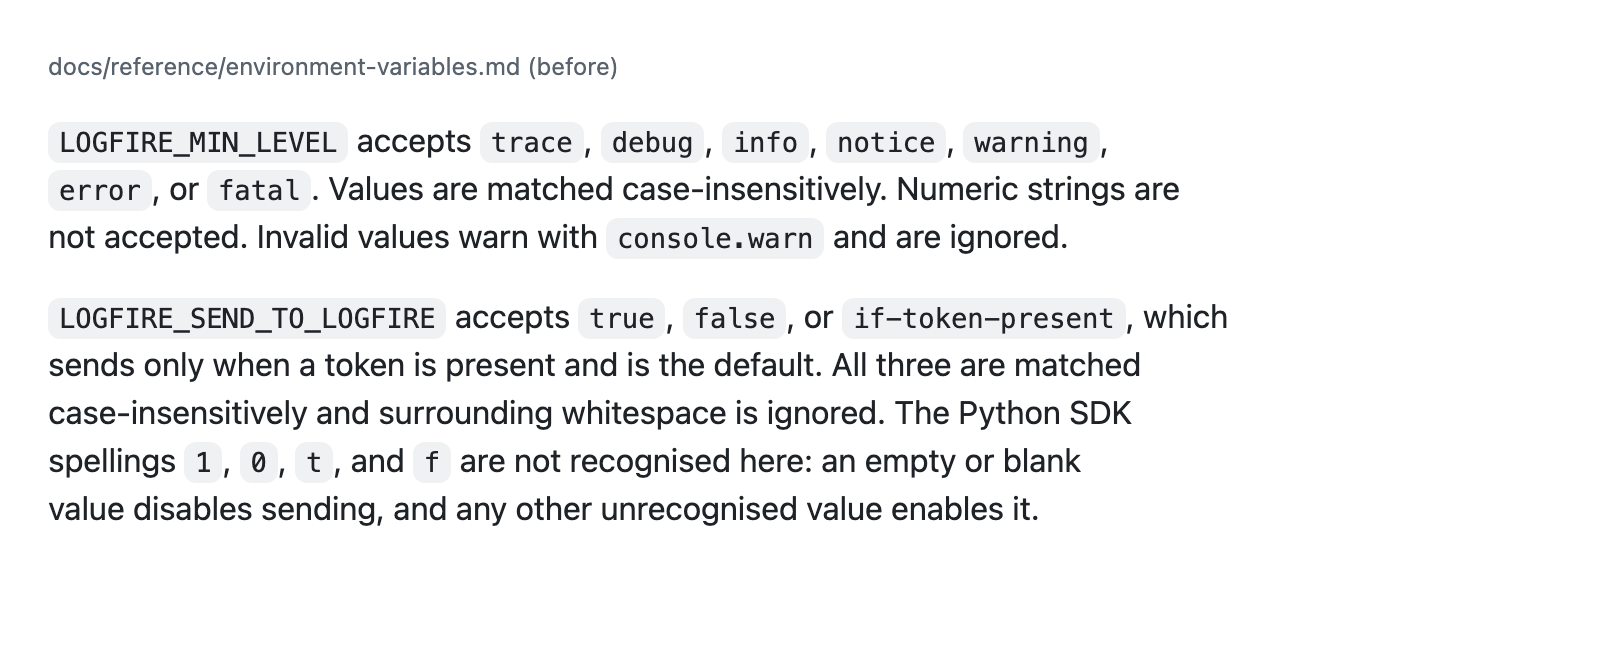 docs/reference/environment-variables.md (before)
LOGFIRE_MIN_LEVEL accepts trace, debug, info, notice, warning,
error, or fatal. Values are matched case-insensitively. Numeric strings are
not accepted. Invalid values warn with console.warn and are ignored.
LOGFIRE_SEND_TO_LOGFIRE accepts true, false, or if-token-present, which
sends only when a token is present and is the default. All three are matched
case-insensitively and surrounding whitespace is ignored. The Python SDK
spellings 1, 0, t, and f are not recognised here: an empty or blank
value disables sending, and any other unrecognised value enables it.